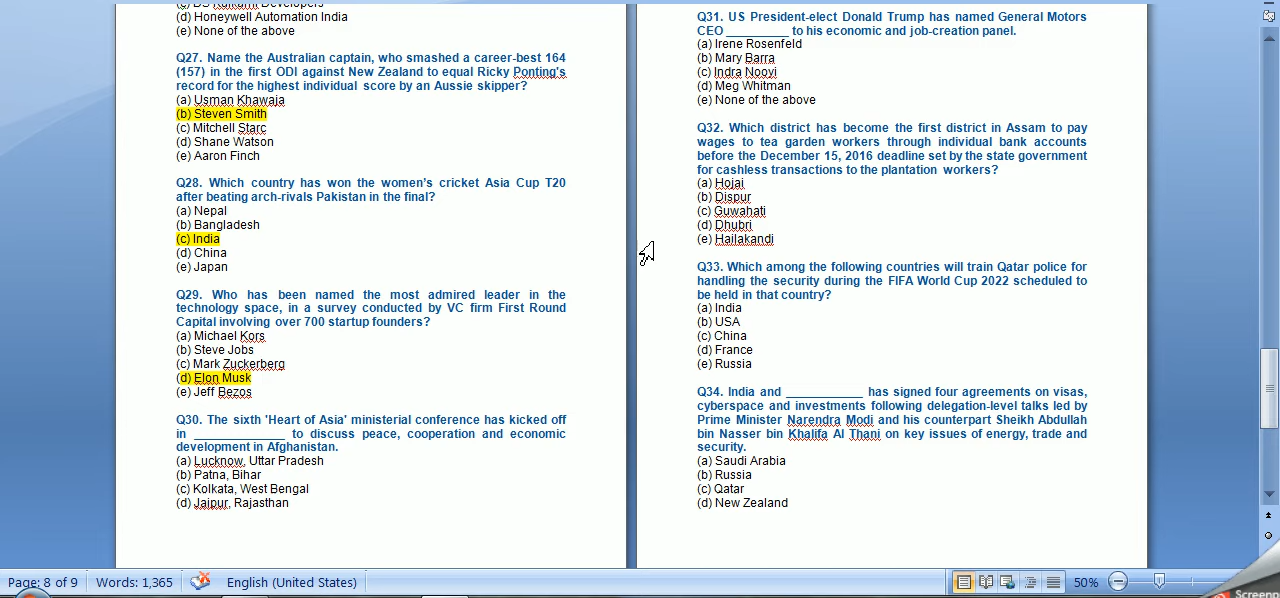 (d) Honeywell Automation India
(e) None of the above
Q27. Name the Australian captain, who smashed a career-best 164
(157) in the first ODI against New Zealand to equal Ricky Ponting's
record for the highest individual score by an Aussie skipper?
(a) Usman Khawaja
(b) Steven Smith
(c) Mitchell Starc
(d) Shane Watson
(e) Aaron Finch
Q28. Which country has won the women's cricket Asia Cup T20
after beating arch-rivals Pakistan in the final?
(a) Nepal
(b) Bangladesh
(c) India
(d) China
(e) Japan
Q29. Who has been named the most admired leader in the
technology space, in a survey conducted by VC firm First Round
Capital involving over 700 startup founders?
(a) Michael Kors
(b) Steve Jobs
(c) Mark Zuckerberg
(d) Elon Musk
(e) Jeff Bezos
Q30. The sixth 'Heart of Asia' ministerial conference has kicked off
in _____________ to discuss peace, cooperation and economic
development in Afghanistan.
(a) Lucknow, Uttar Pradesh
(b) Patna, Bihar
(c) Kolkata, West Bengal
(d) Jaipur, Rajasthan
Q31. US President-elect Donald Trump has named General Motors
CEO _________ to his economic and job-creation panel.
(a) Irene Rosenfeld
(b) Mary Barra
(c) Indra Nooyi
(d) Meg Whitman
(e) None of the above
Q32. Which district has become the first district in Assam to pay
wages to tea garden workers through individual bank accounts
before the December 15, 2016 deadline set by the state government
for cashless transactions to the plantation workers?
(a) Hojai
(b) Dispur
(c) Guwahati
(d) Dhubri
(e) Hailakandi
Q33. Which among the following countries will train Qatar police for
handling the security during the FIFA World Cup 2022 scheduled to
be held in that country?
(a) India
(b) USA
(c) China
(d) France
(e) Russia
Q34. India and ___________ has signed four agreements on visas,
cyberspace and investments following delegation-level talks led by
Prime Minister Narendra Modi and his counterpart Sheikh Abdullah
bin Nasser bin Khalifa Al Thani on key issues of energy, trade and
security.
(a) Saudi Arabia
(b) Russia
(c) Qatar
(d) New Zealand
Page: 8 of 9 Words: 1,365 English (United States) 50%